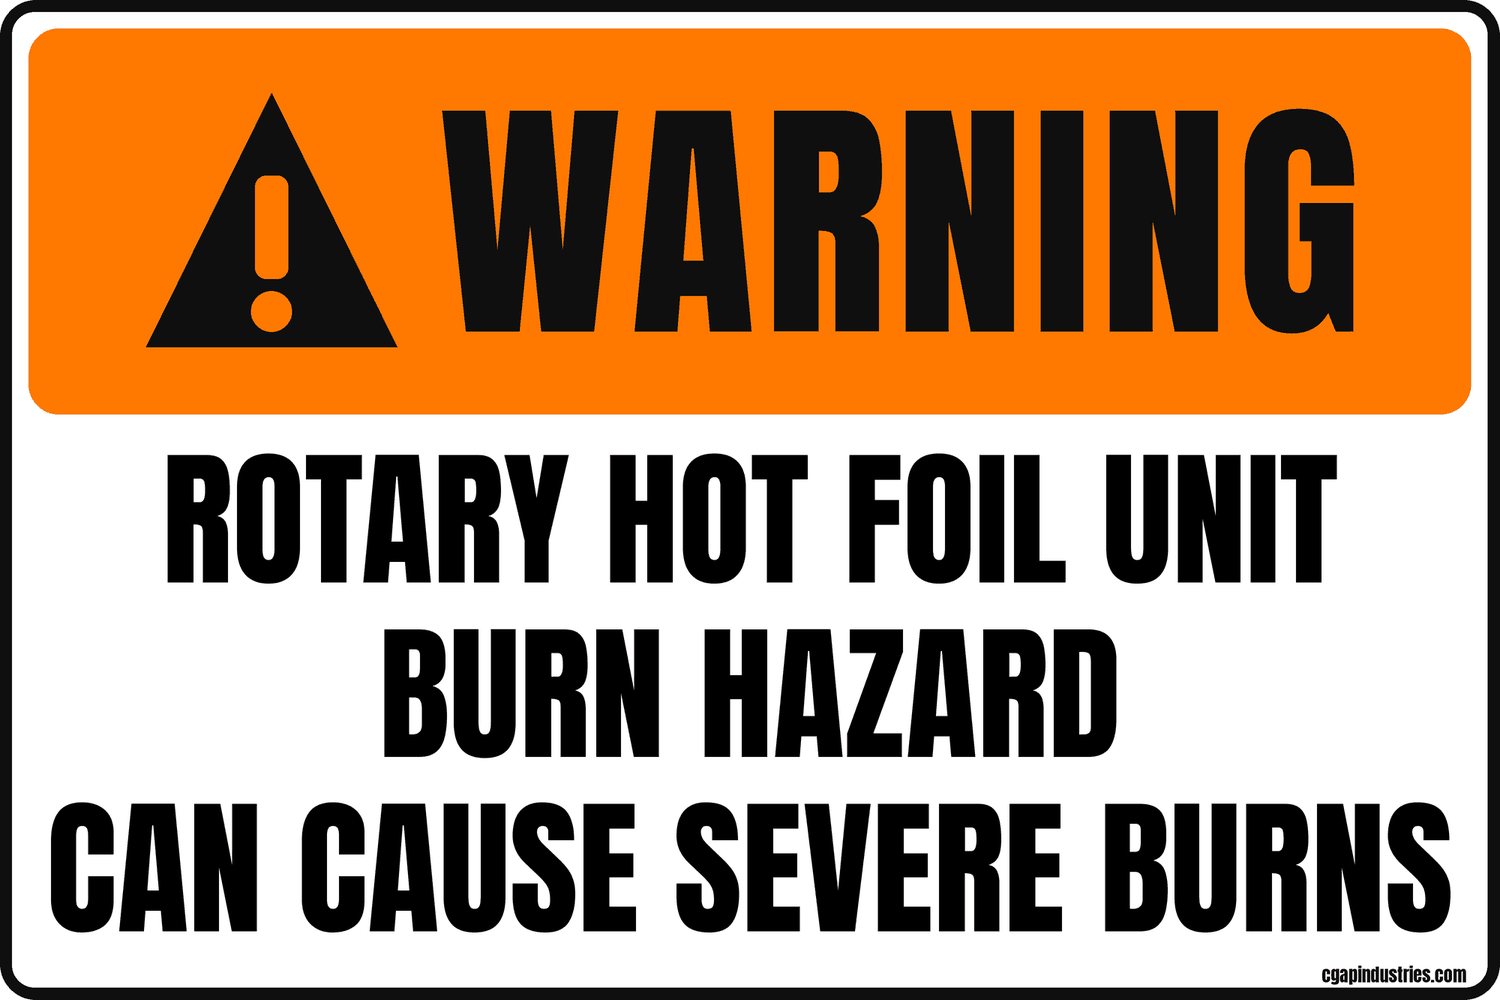 WARNING
ROTARY HOT FOIL UNIT
BURN HAZARD
CAN CAUSE SEVERE BURNS
cgapindustries.com